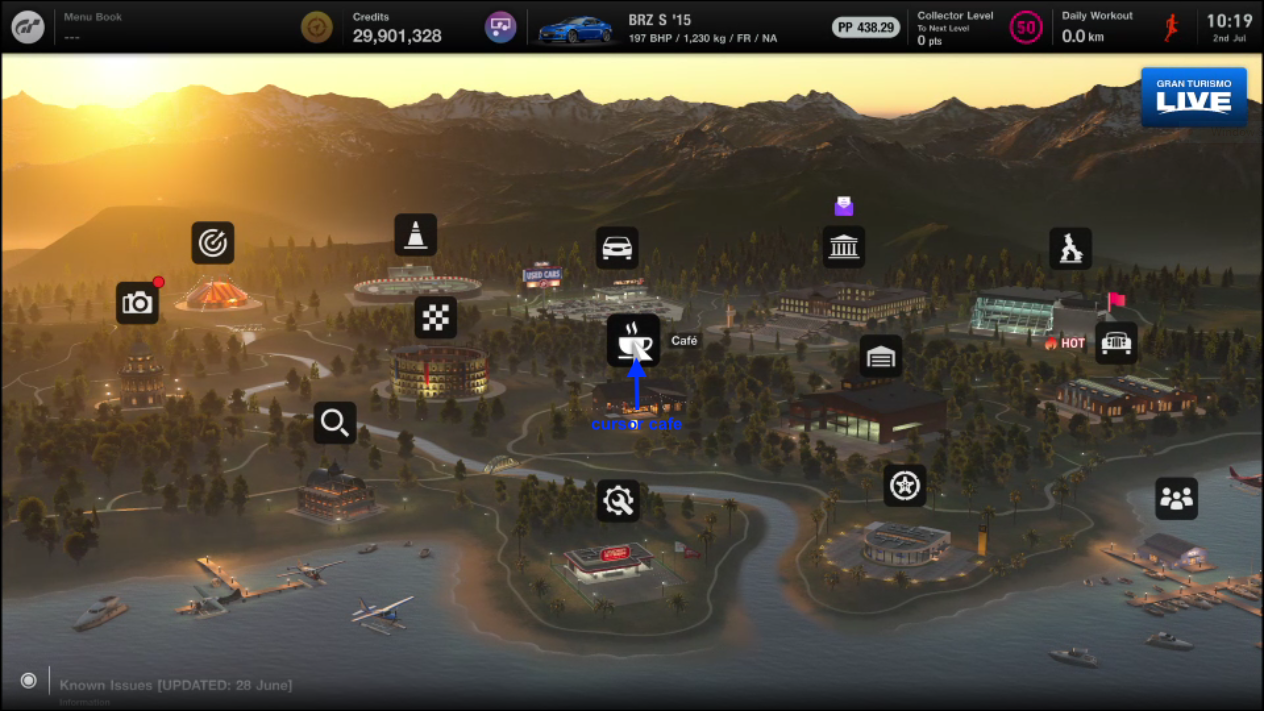 Menu Book
---
Credits
29,901,328
BRZ S '15
197 BHP / 1,230 kg / FR / NA
PP 438.29
Collector Level
To Next Level
0 pts
50
Daily Workout
0.0 km
10:19
2nd Jul
GRAN TURISMO
LIVE
USED CARS
Café
HOT
cursor cafe
Known Issues [UPDATED: 28 June]
Information